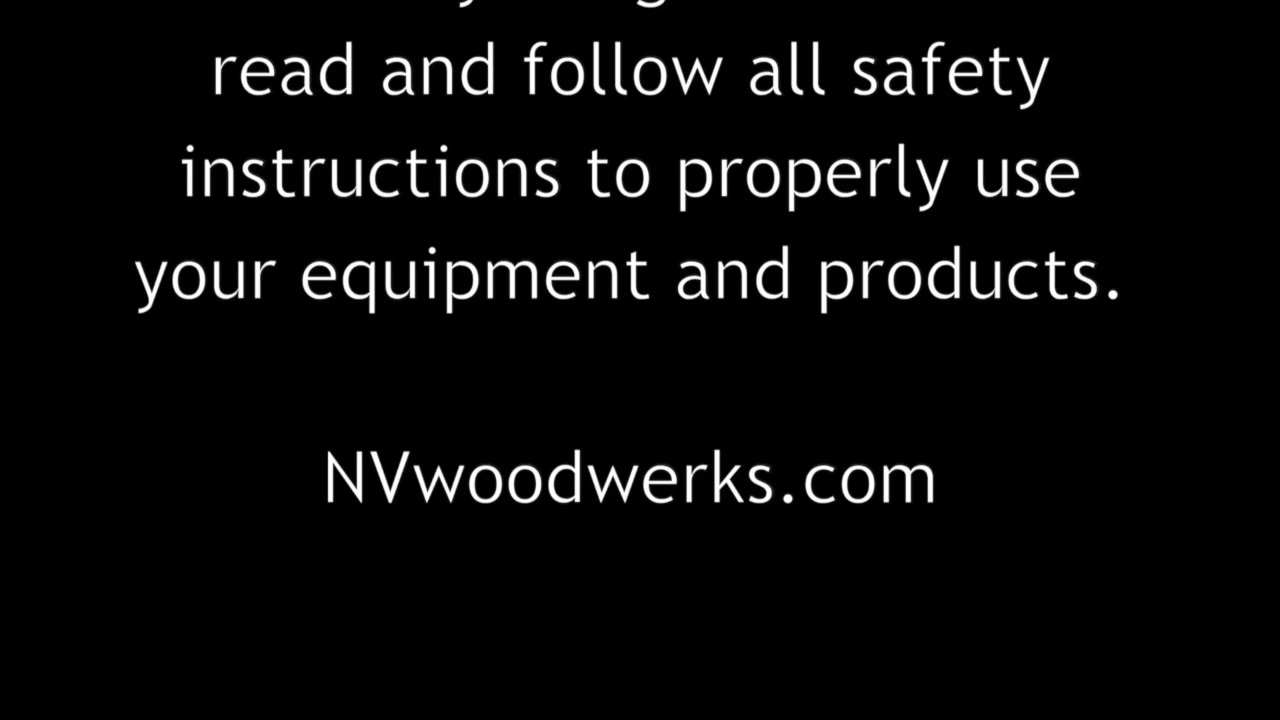 read and follow all safety
instructions to properly use
your equipment and products.
NVwoodwerks.com